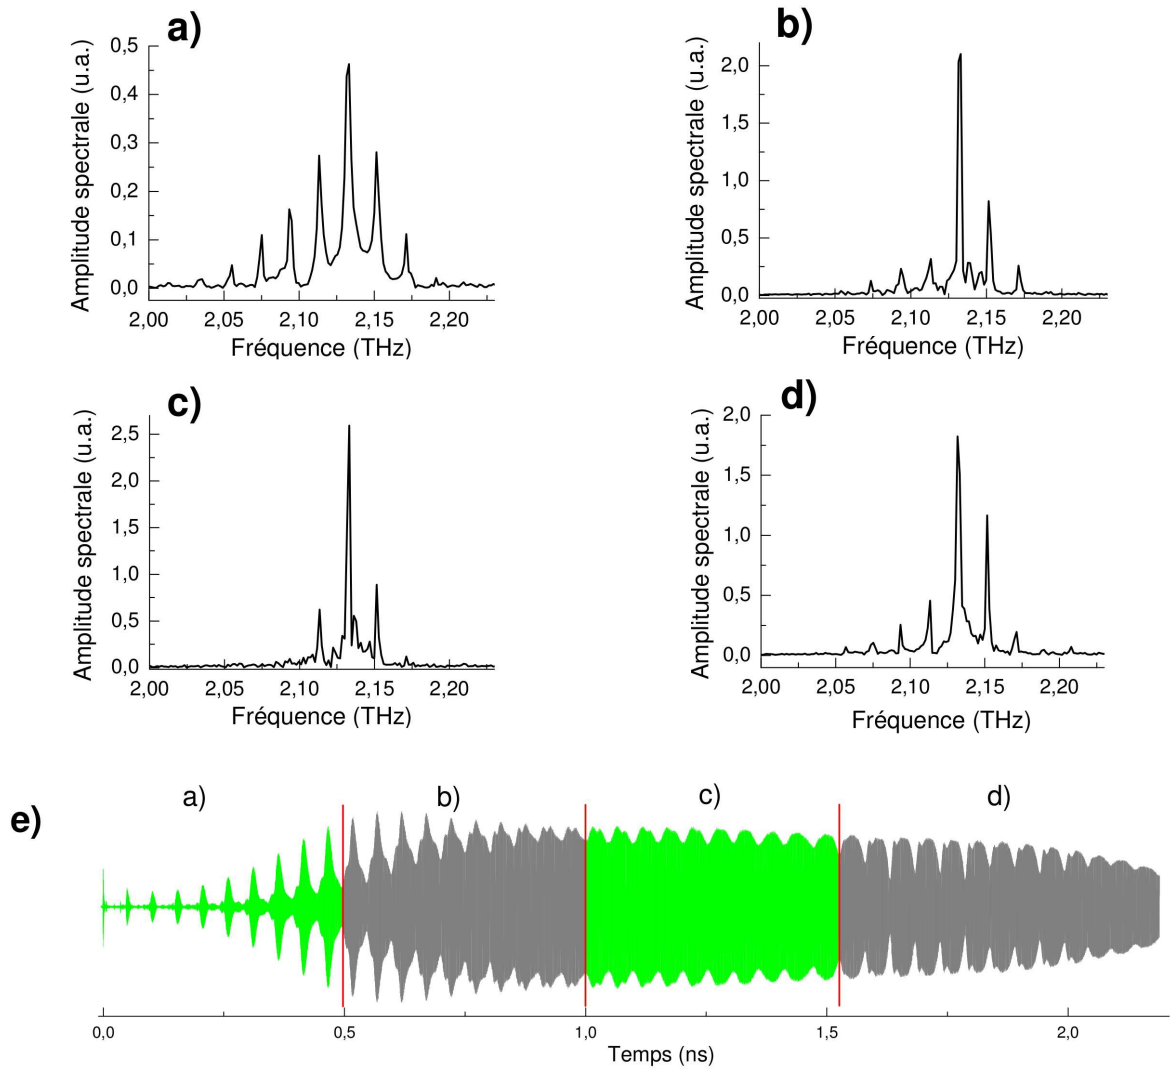 a)
Amplitude spectrale (u.a.)
0,5
0,4
0,3
0,2
0,1
0,0
2,00 2,05 2,10 2,15 2,20
Fréquence (THz)
b)
Amplitude spectrale (u.a.)
2,0
1,5
1,0
0,5
0,0
2,00 2,05 2,10 2,15 2,20
Fréquence (THz)
c)
Amplitude spectrale (u.a.)
2,5
2,0
1,5
1,0
0,5
0,0
2,00 2,05 2,10 2,15 2,20
Fréquence (THz)
d)
Amplitude spectrale (u.a.)
2,0
1,5
1,0
0,5
0,0
2,00 2,05 2,10 2,15 2,20
Fréquence (THz)
e)
a) b) c) d)
0,0 0,5 1,0 1,5 2,0
Temps (ns)